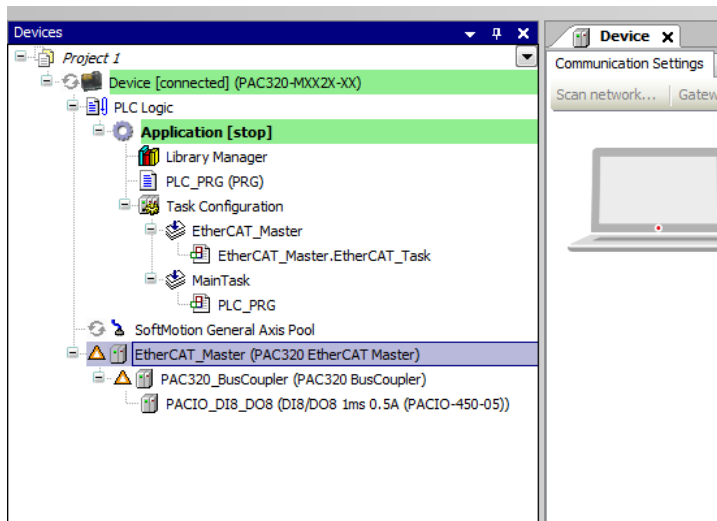 Devices
Project 1
Device [connected] (PAC320-MXX2X-XX)
PLC Logic
Application [stop]
Library Manager
PLC_PRG (PRG)
Task Configuration
EtherCAT_Master
EtherCAT_Master.EtherCAT_Task
MainTask
PLC_PRG
SoftMotion General Axis Pool
EtherCAT_Master (PAC320 EtherCAT Master)
PAC320_BusCoupler (PAC320 BusCoupler)
PACIO_DI8_DO8 (DI8/DO8 1ms 0.5A (PACIO-450-05))
Device
Communication Settings
Scan network...
Gatew